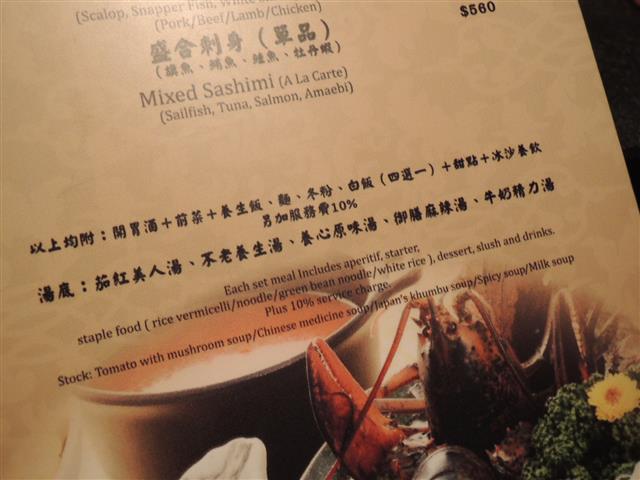 (Scalop, Snapper Fish, White
(Pork/Beef/Lamb/Chicken)
$560
盛合刺身（單品）
（旗魚、鮪魚、鮭魚、牡丹蝦）
Mixed Sashimi (A La Carte)
(Sailfish, Tuna, Salmon, Amaebi)
以上均附：開胃酒＋前菜＋養生飯、麵、冬粉、白飯（四選一）＋甜點＋冰沙餐飲
另加服務費10%
湯底：茄紅美人湯、不老養生湯、養心原味湯、御膳麻辣湯、牛奶精力湯
Each set meal Includes aperitif, starter,
staple food ( rice vermicelli/noodle/green bean noodle/white rice ), dessert, slush and drinks.
Plus 10% service charge.
Stock: Tomato with mushroom soup/Chinese medicine soup/Japan's khumbu soup/Spicy soup/Milk soup